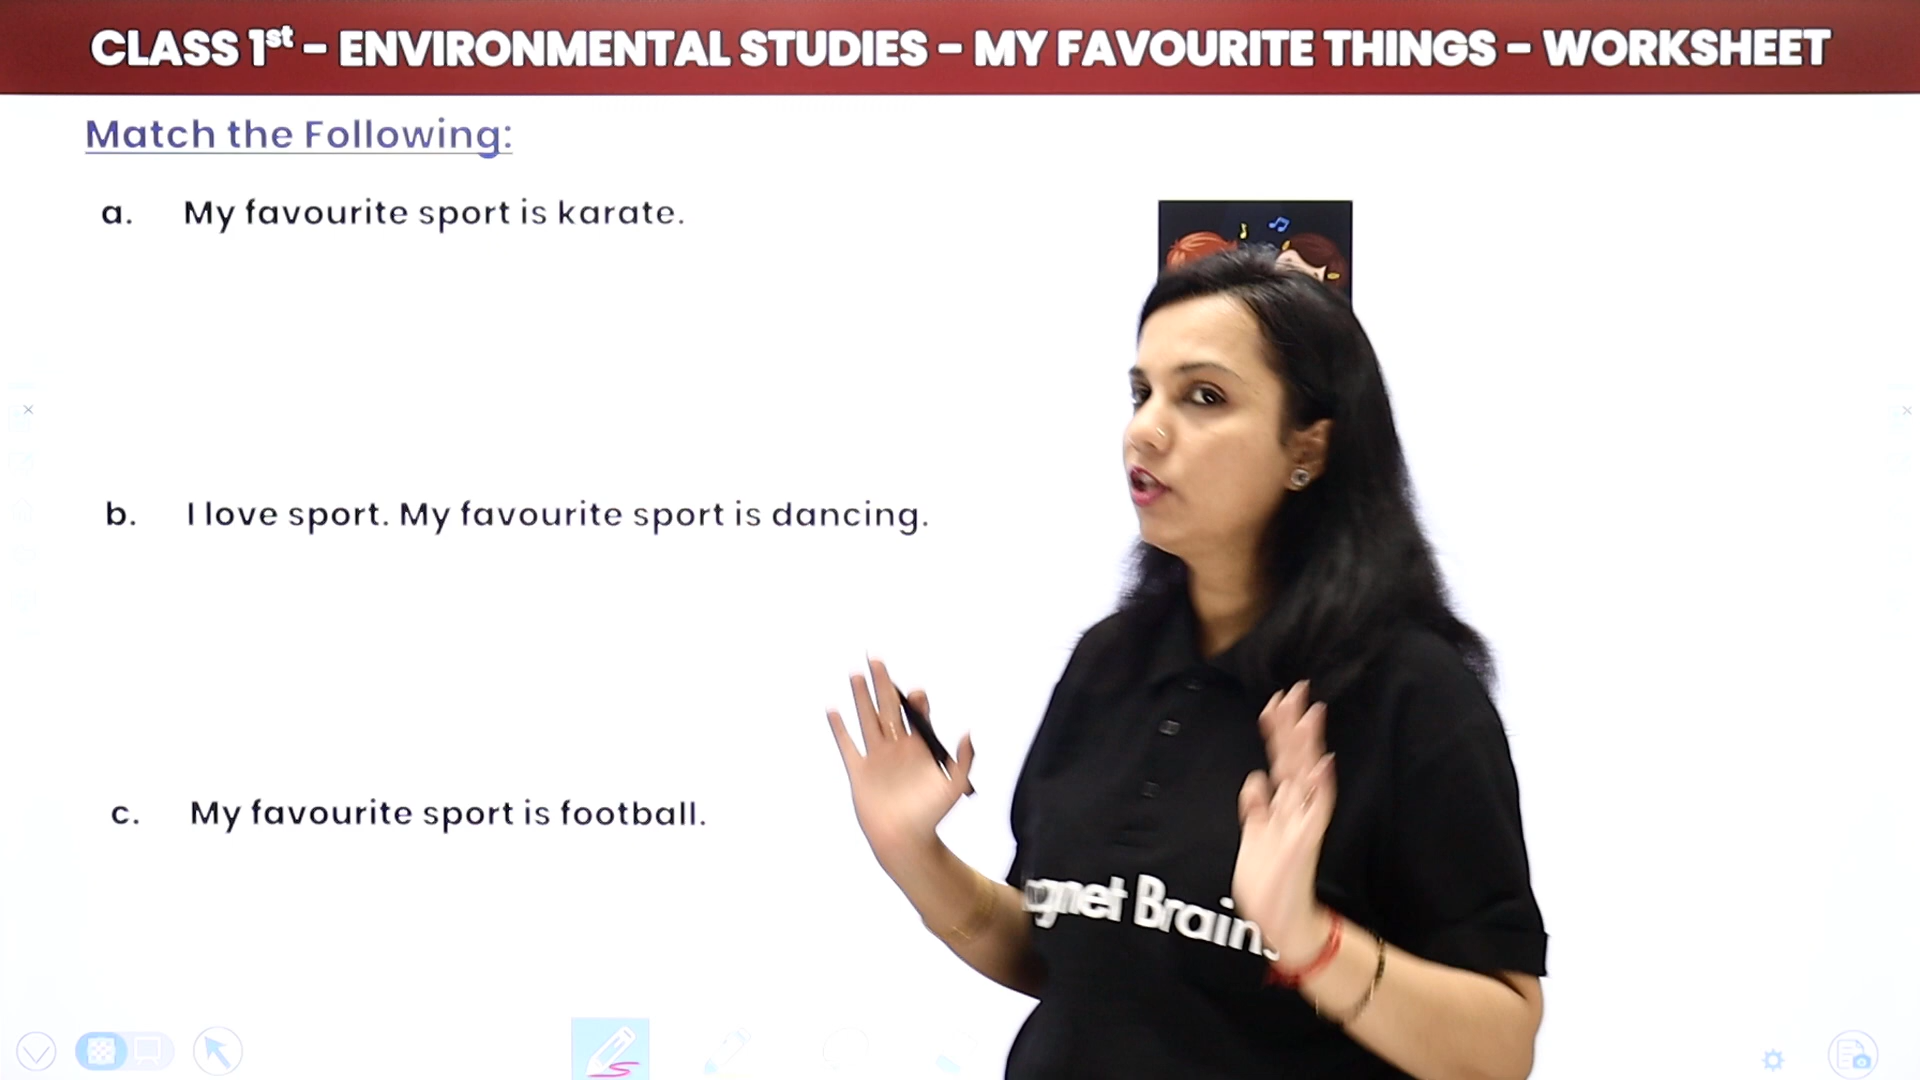 CLASS 1st – ENVIRONMENTAL STUDIES – MY FAVOURITE THINGS – WORKSHEET
Match the Following:
a. My favourite sport is karate.
b. I love sport. My favourite sport is dancing.
c. My favourite sport is football.
Brains